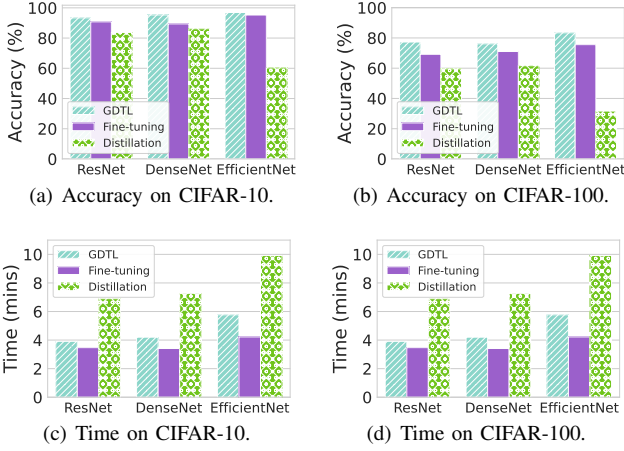 Accuracy (%)
100
80
60
40
20
0
GDTL
Fine-tuning
Distillation
ResNet DenseNet EfficientNet
(a) Accuracy on CIFAR-10.
Accuracy (%)
100
80
60
40
20
0
GDTL
Fine-tuning
Distillation
ResNet DenseNet EfficientNet
(b) Accuracy on CIFAR-100.
Time (mins)
10
8
6
4
2
0
GDTL
Fine-tuning
Distillation
ResNet DenseNet EfficientNet
(c) Time on CIFAR-10.
Time (mins)
10
8
6
4
2
0
GDTL
Fine-tuning
Distillation
ResNet DenseNet EfficientNet
(d) Time on CIFAR-100.